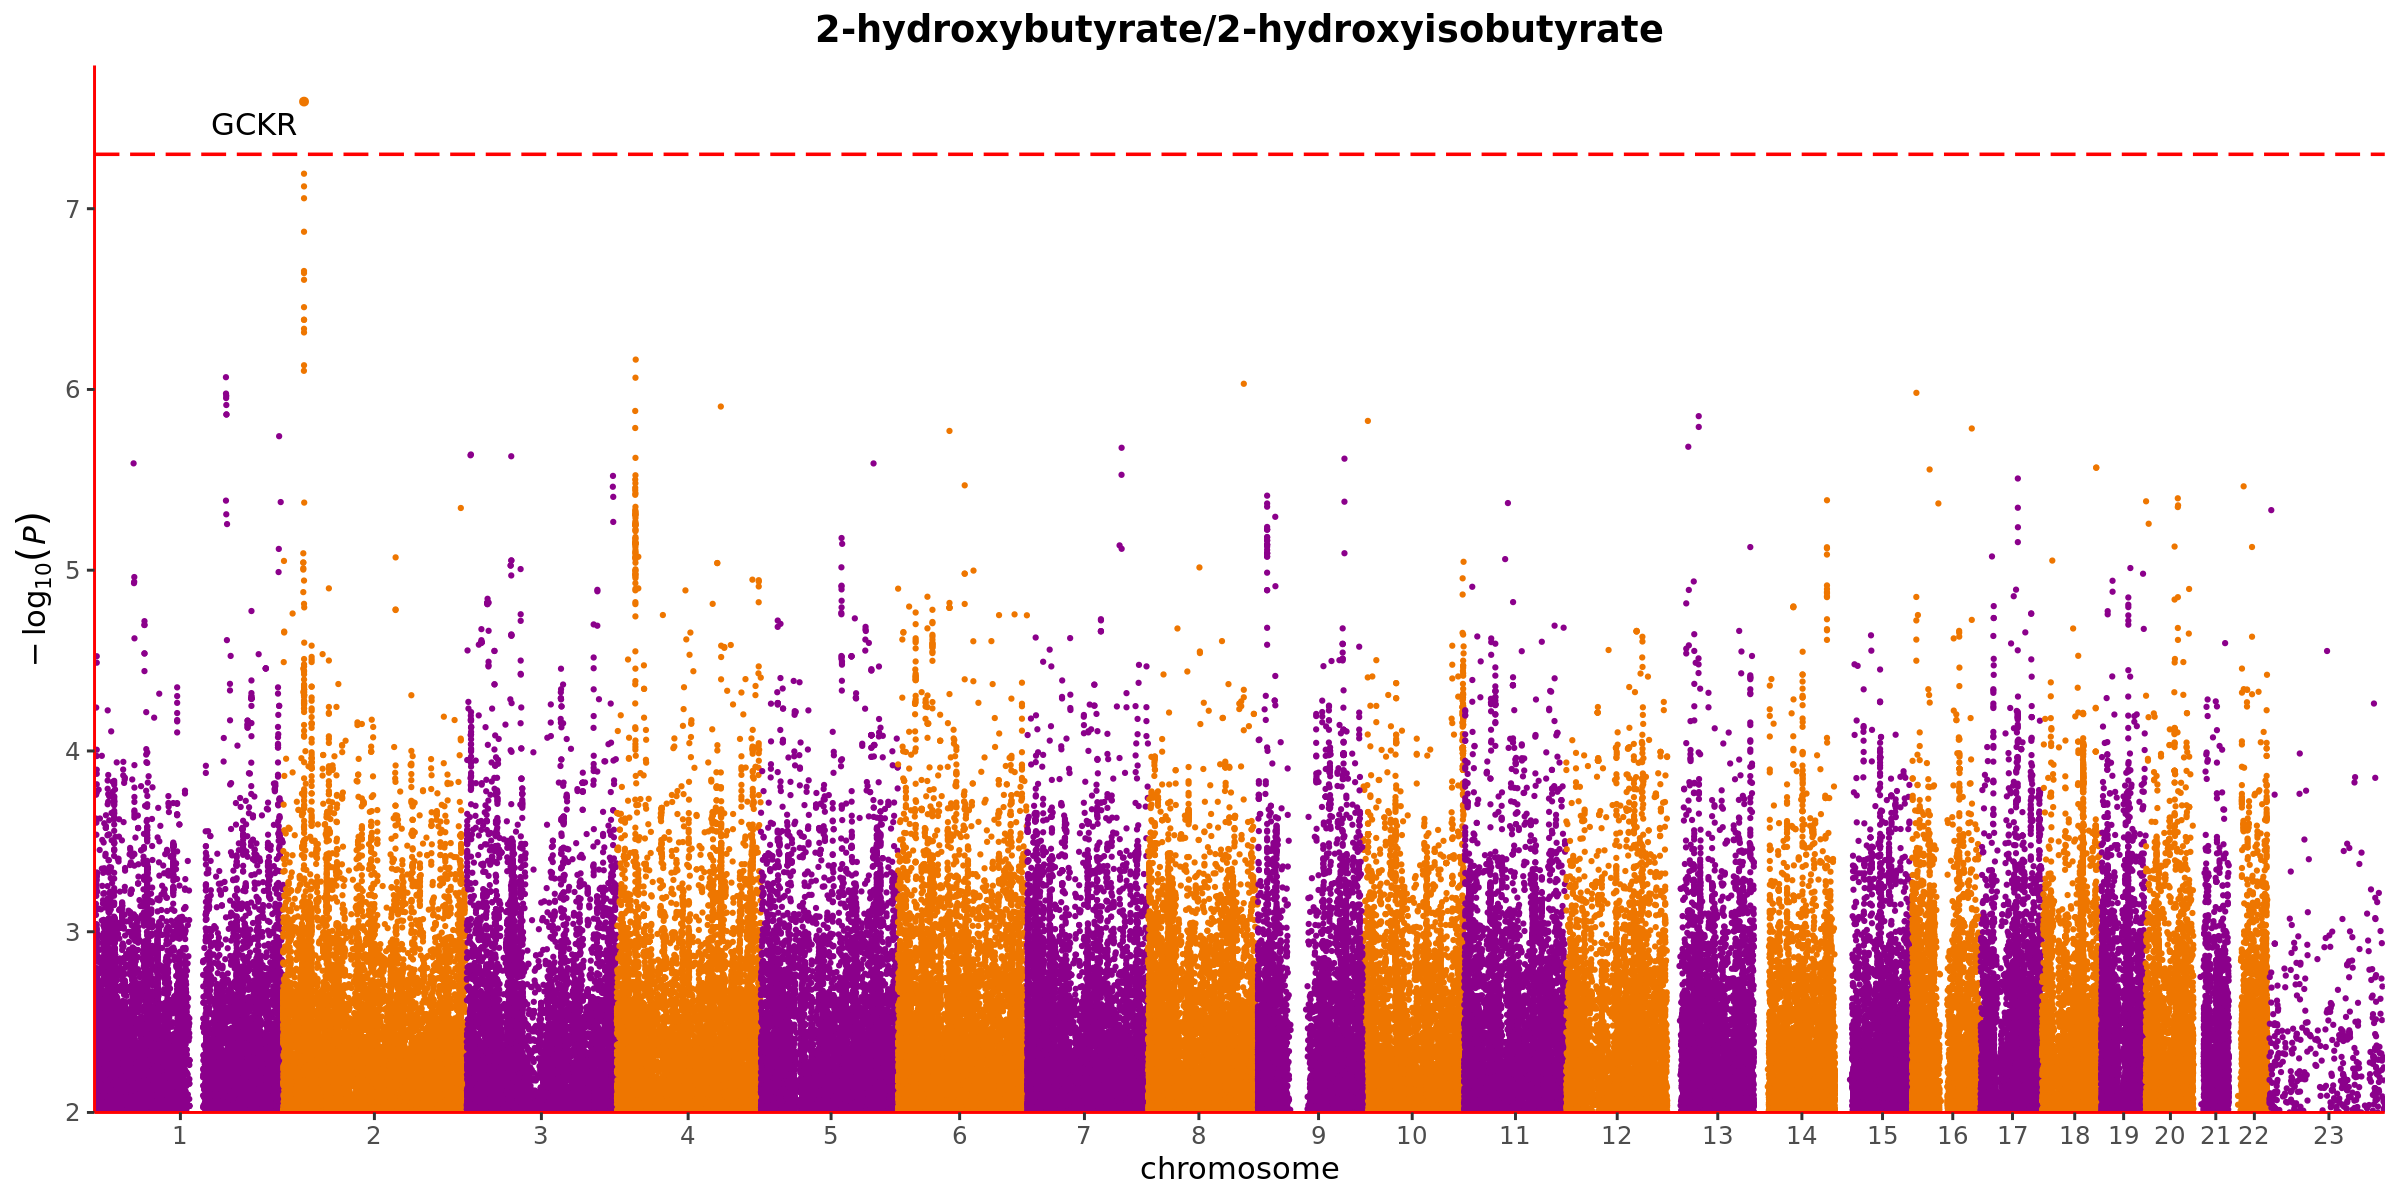 2-hydroxybutyrate/2-hydroxyisobutyrate
GCKR
7
6
5
4
3
2
− log10(P)
1 2 3 4 5 6 7 8 9 10 11 12 13 14 15 16 17 18 19 20 21 22 23
chromosome